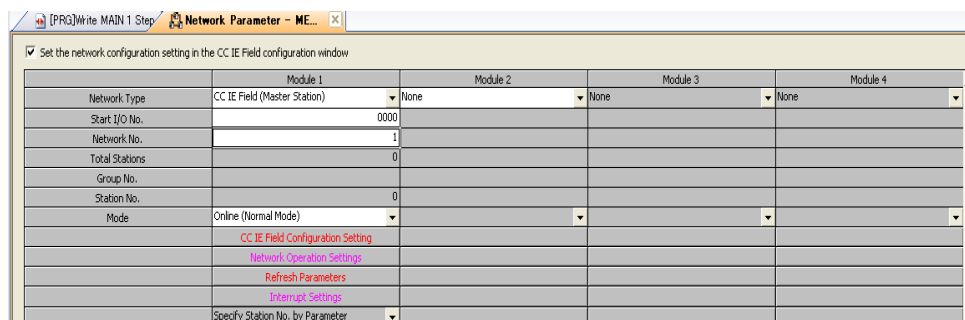 [PRG]Write MAIN 1 Step Network Parameter - ME...
Set the network configuration setting in the CC IE Field configuration window
Module 1 Module 2 Module 3 Module 4
Network Type CC IE Field (Master Station) None None None
Start I/O No. 0000
Network No. 1
Total Stations 0
Group No.
Station No. 0
Mode Online (Normal Mode)
CC IE Field Configuration Setting
Network Operation Settings
Refresh Parameters
Interrupt Settings
Specify Station No. by Parameter